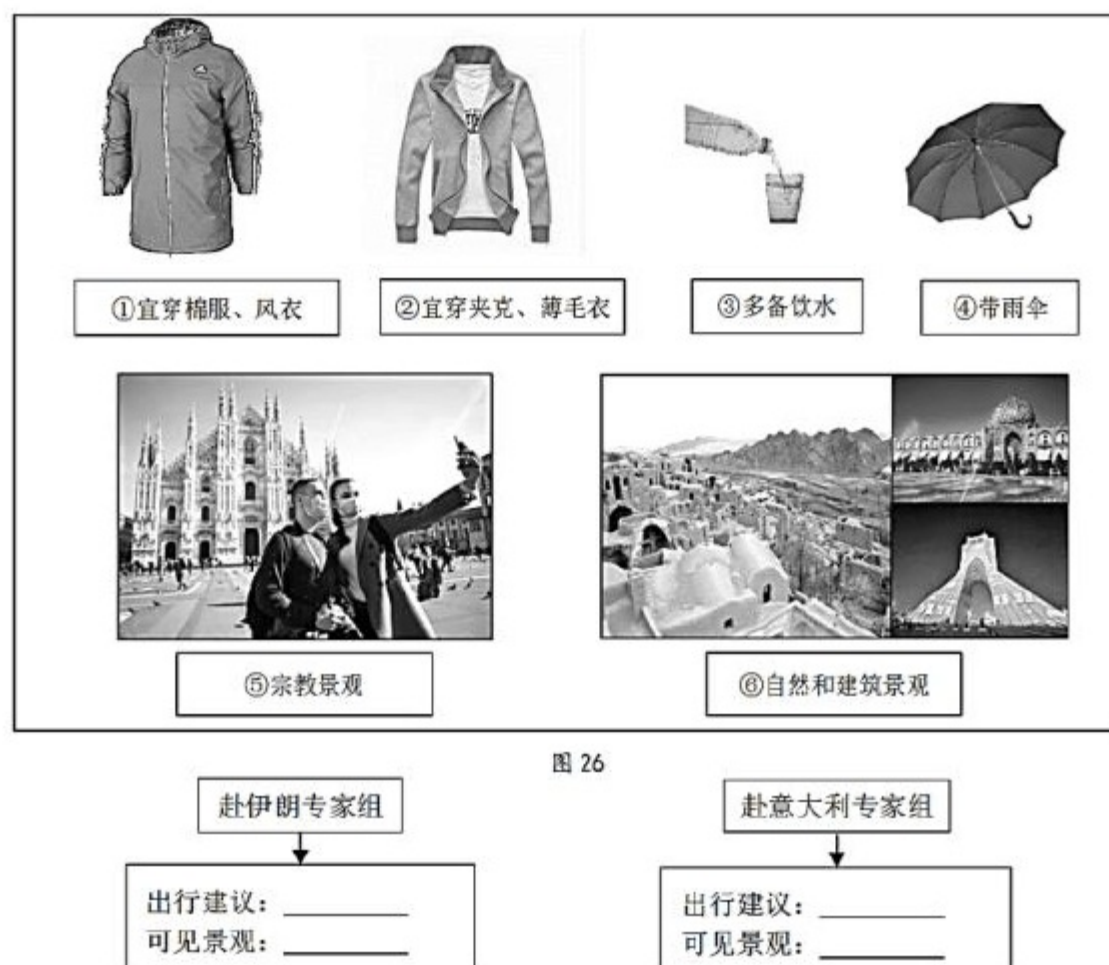 ①宜穿棉服、风衣
②宜穿夹克、薄毛衣
③多备饮水
④带雨伞
⑤宗教景观
⑥自然和建筑景观
图 26
赴伊朗专家组
赴意大利专家组
出行建议：
可见景观：
出行建议：
可见景观：